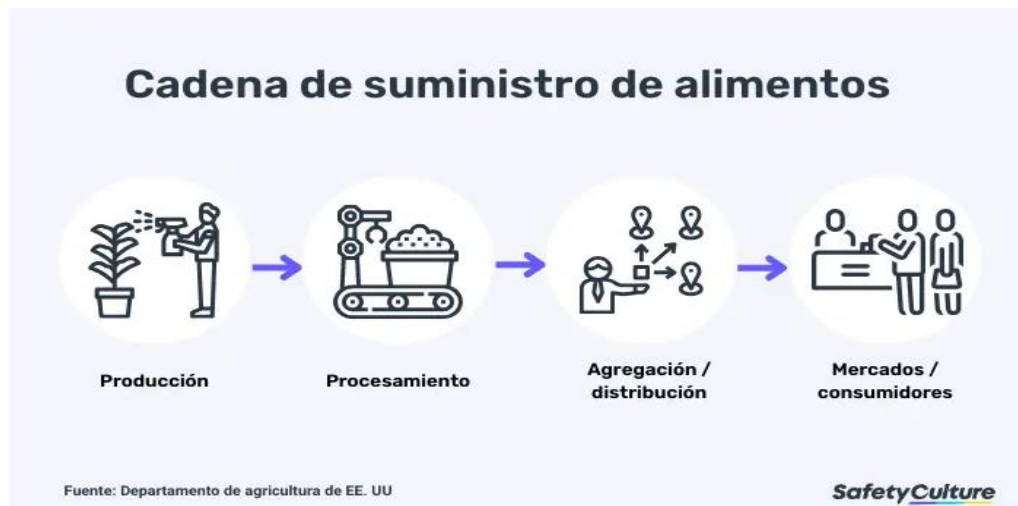 Cadena de suministro de alimentos
Producción
Procesamiento
Agregación /
distribución
Mercados /
consumidores
Fuente: Departamento de agricultura de EE. UU
SafetyCulture